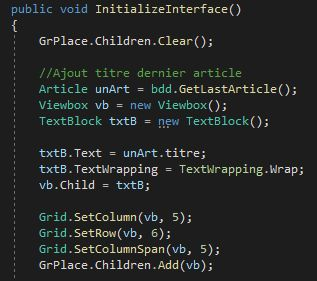 public void InitializeInterface()
{
GrPlace.Children.Clear();
//Ajout titre dernier article
Article unArt = bdd.GetLastArticle();
Viewbox vb = new Viewbox();
TextBlock txtB = new TextBlock();
txtB.Text = unArt.titre;
txtB.TextWrapping = TextWrapping.Wrap;
vb.Child = txtB;
Grid.SetColumn(vb, 5);
Grid.SetRow(vb, 6);
Grid.SetColumnSpan(vb, 5);
GrPlace.Children.Add(vb);